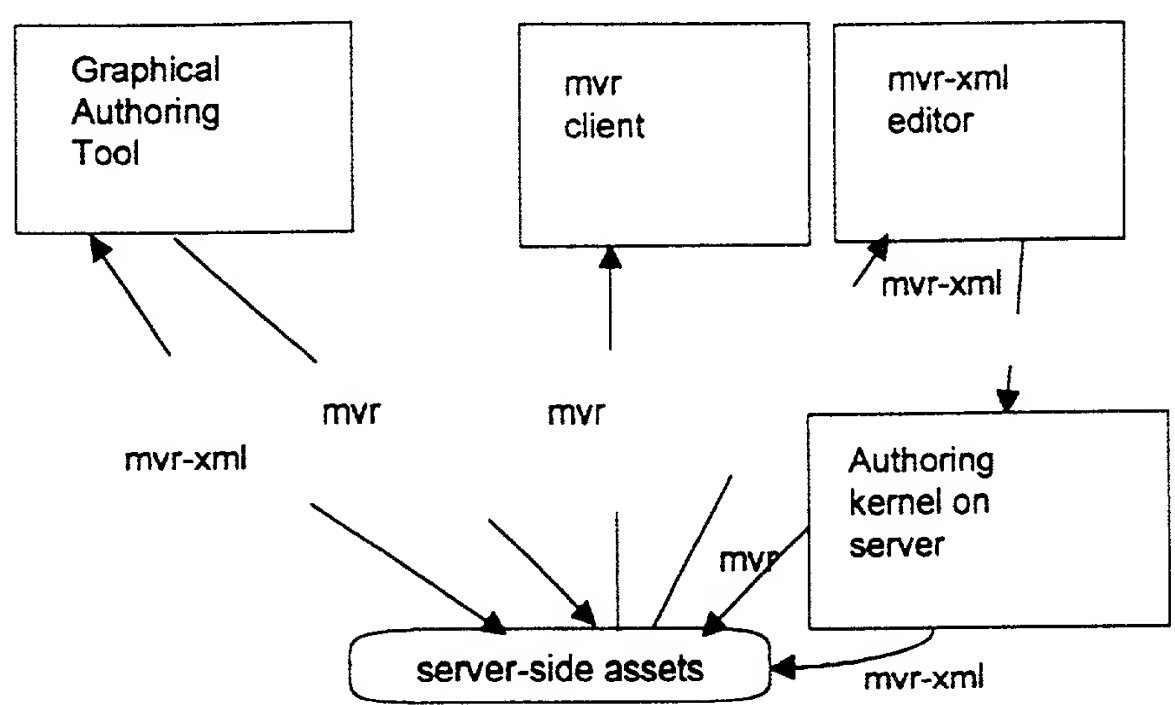 Graphical
Authoring
Tool
mvr
client
mvr-xml
editor
mvr-xml
mvr
mvr
mvr-xml
Authoring
kernel on
server
mvr
server-side assets
mvr-xml